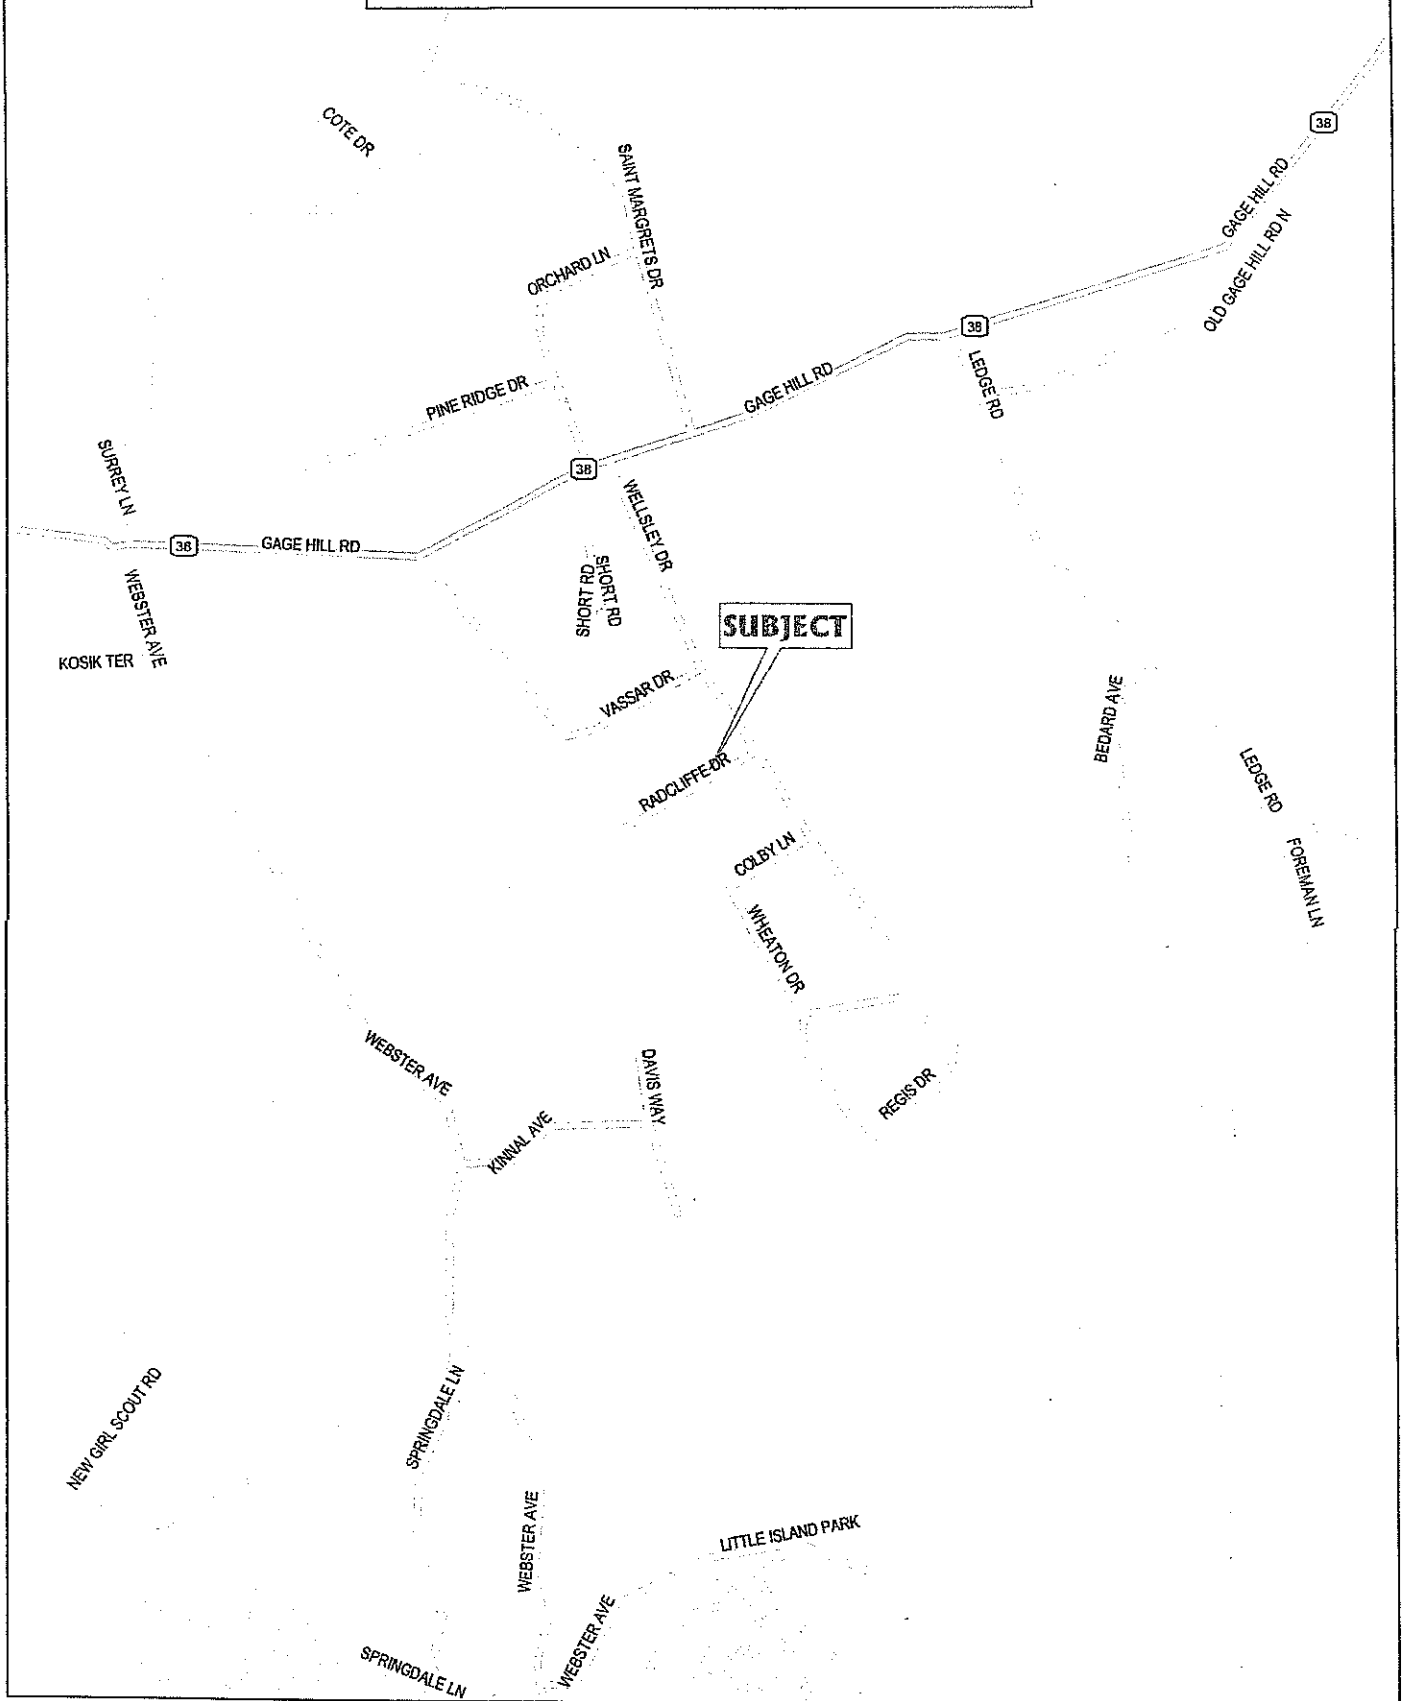 COTE DR
38
SAINT MARGRETS DR
GAGE HILL RD
OLD GAGE HILL RD N
ORCHARD LN
38
LEDGE RD
PINE RIDGE DR
GAGE HILL RD
SURREY LN
38
WELLSLEY DR
38
GAGE HILL RD
SHORT RD
SHORT RD
WEBSTER AVE
SUBJECT
KOSIK TER
VASSAR DR
BEDARD AVE
RADCLIFFE DR
LEDGE RD
COLBY LN
FOREMAN LN
WHEATON DR
WEBSTER AVE
DAVIS WAY
REGIS DR
KINNAL AVE
NEW GIRL SCOUT RD
SPRINGDALE LN
WEBSTER AVE
LITTLE ISLAND PARK
WEBSTER AVE
SPRINGDALE LN